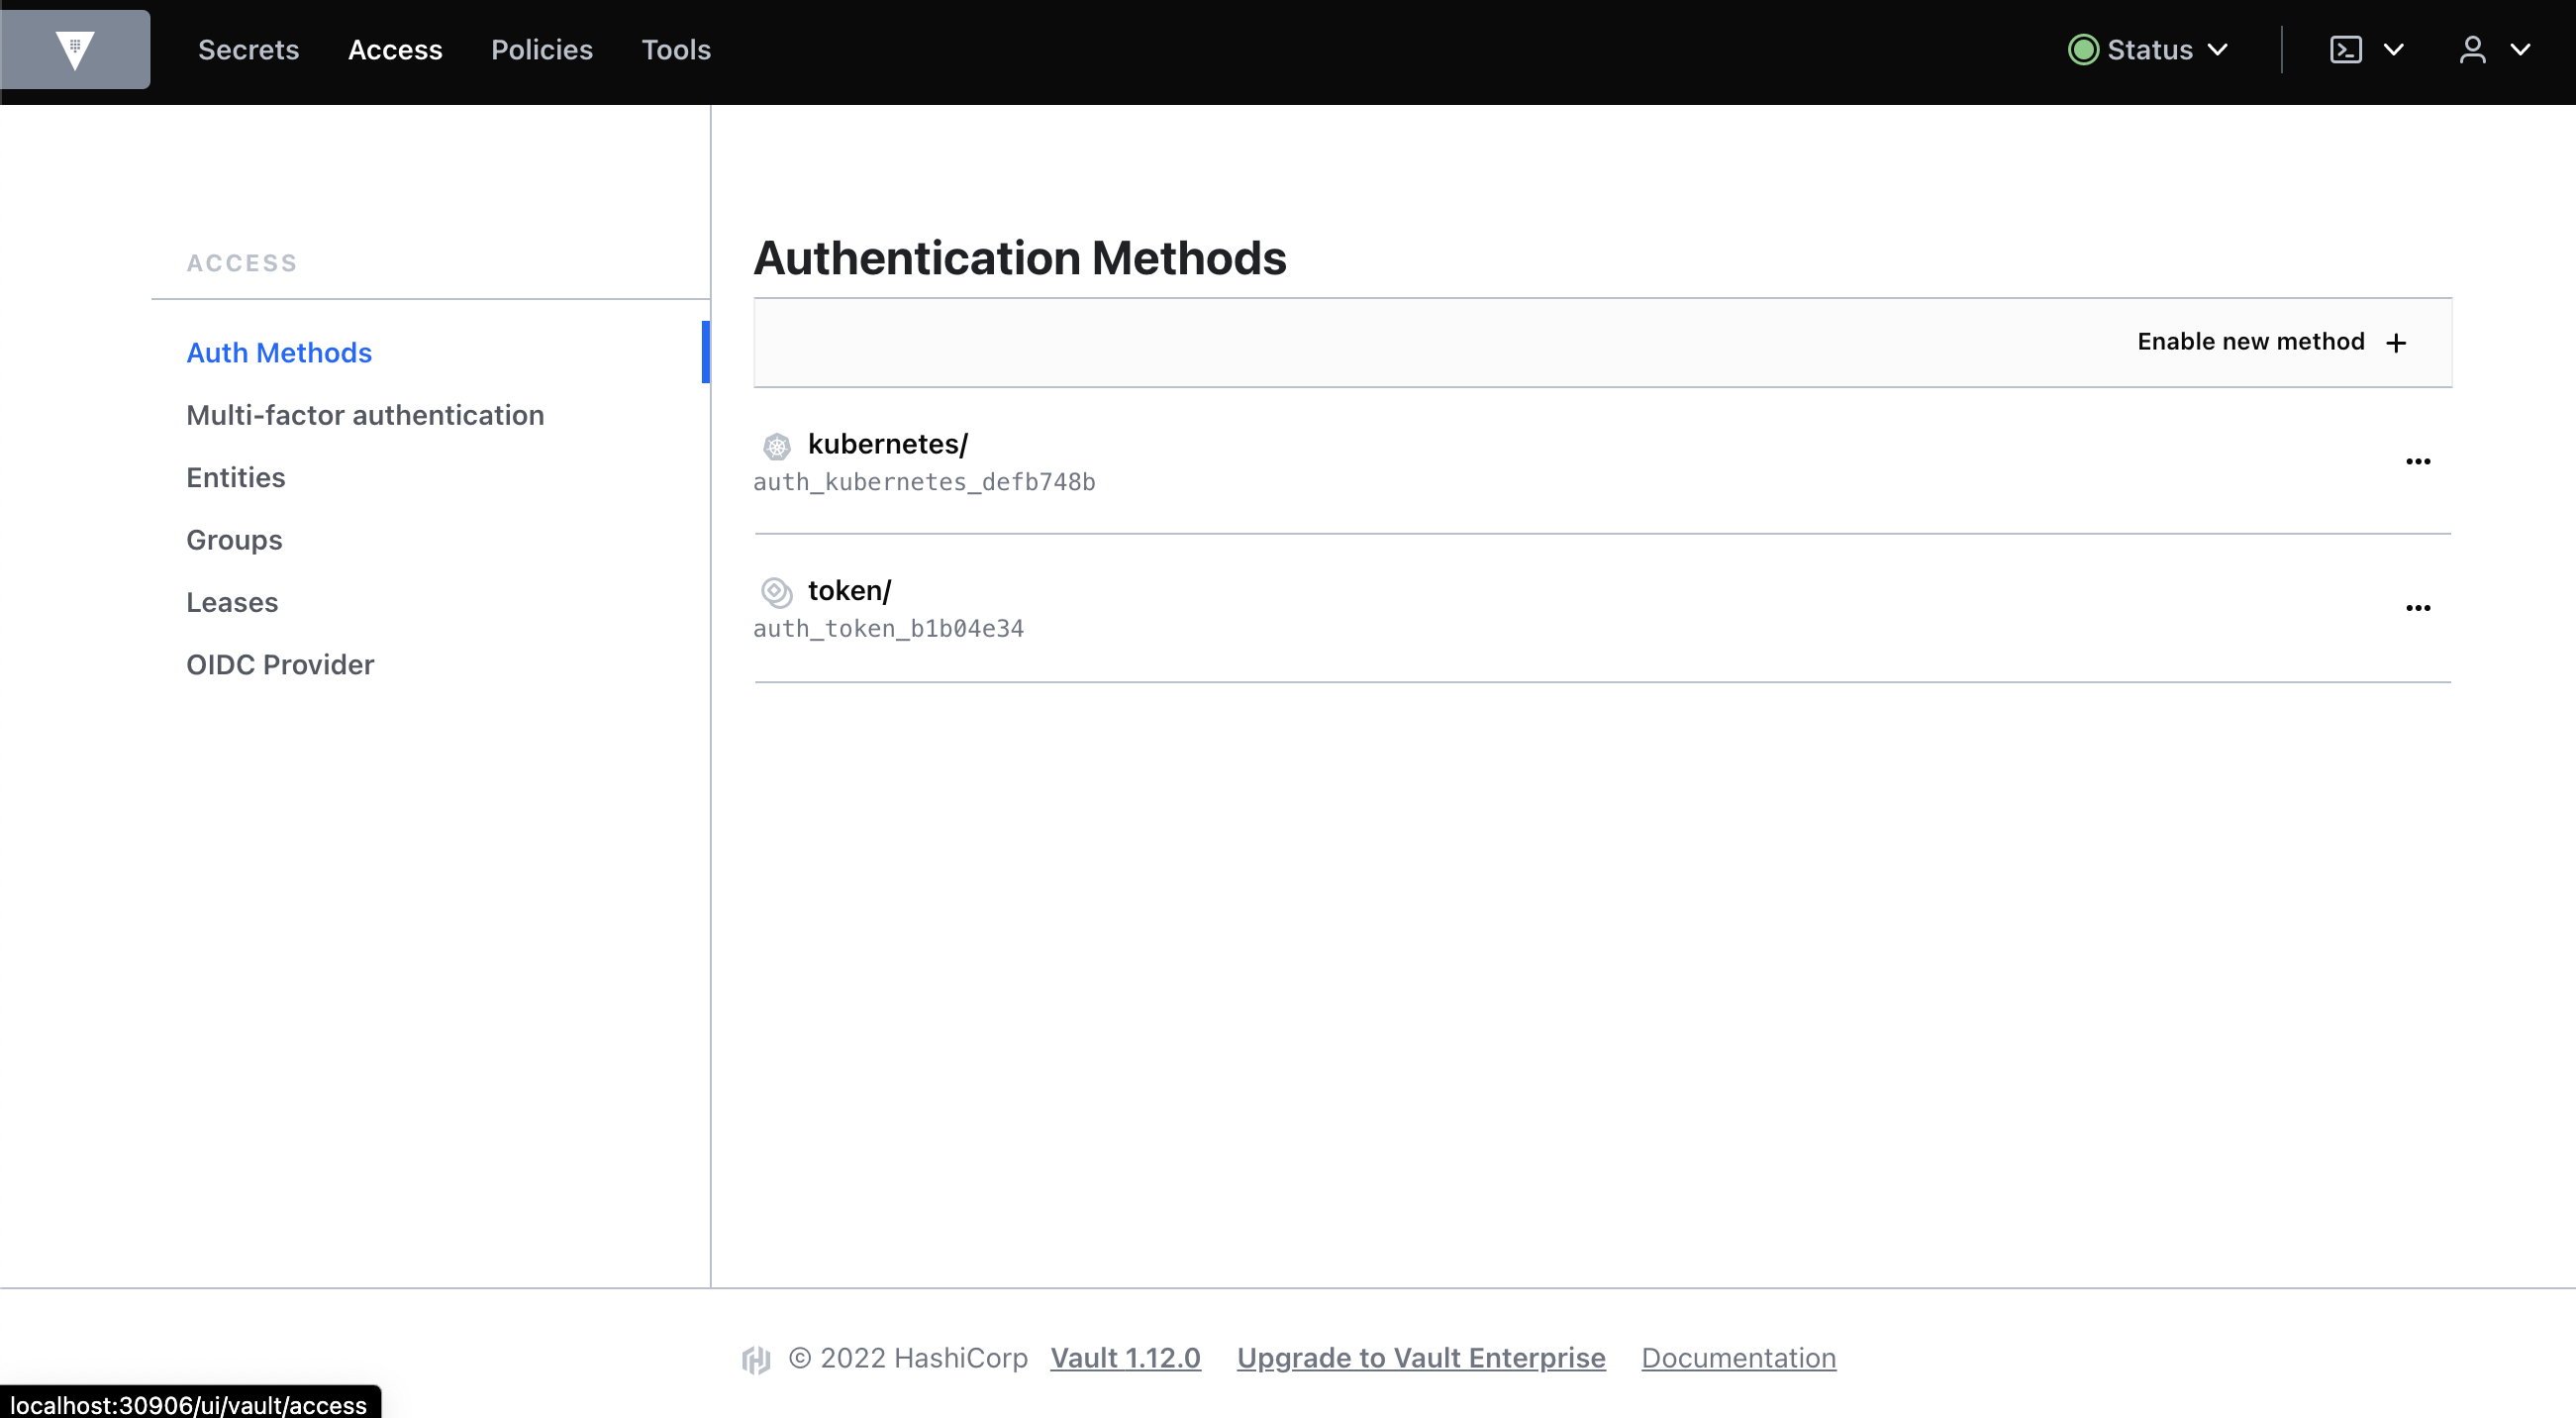 Secrets Access Policies Tools Status
ACCESS
Auth Methods
Multi-factor authentication
Entities
Groups
Leases
OIDC Provider
Authentication Methods
Enable new method +
kubernetes/
auth_kubernetes_defb748b
token/
auth_token_b1b04e34
© 2022 HashiCorp Vault 1.12.0 Upgrade to Vault Enterprise Documentation
localhost:30906/ui/vault/access